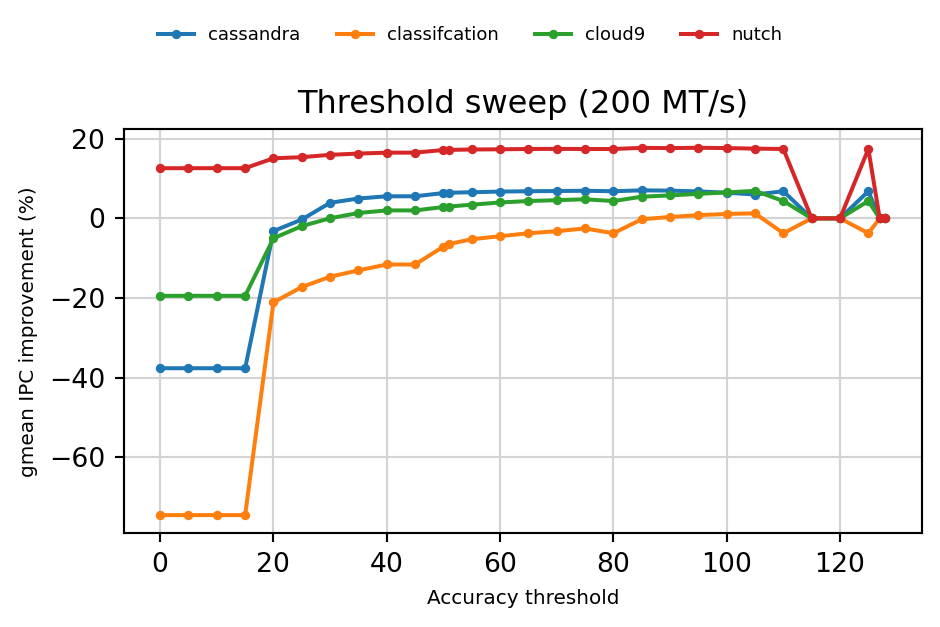 cassandra classifcation cloud9 nutch
Threshold sweep (200 MT/s)
20
0
−20
−40
−60
gmean IPC improvement (%)
0 20 40 60 80 100 120
Accuracy threshold